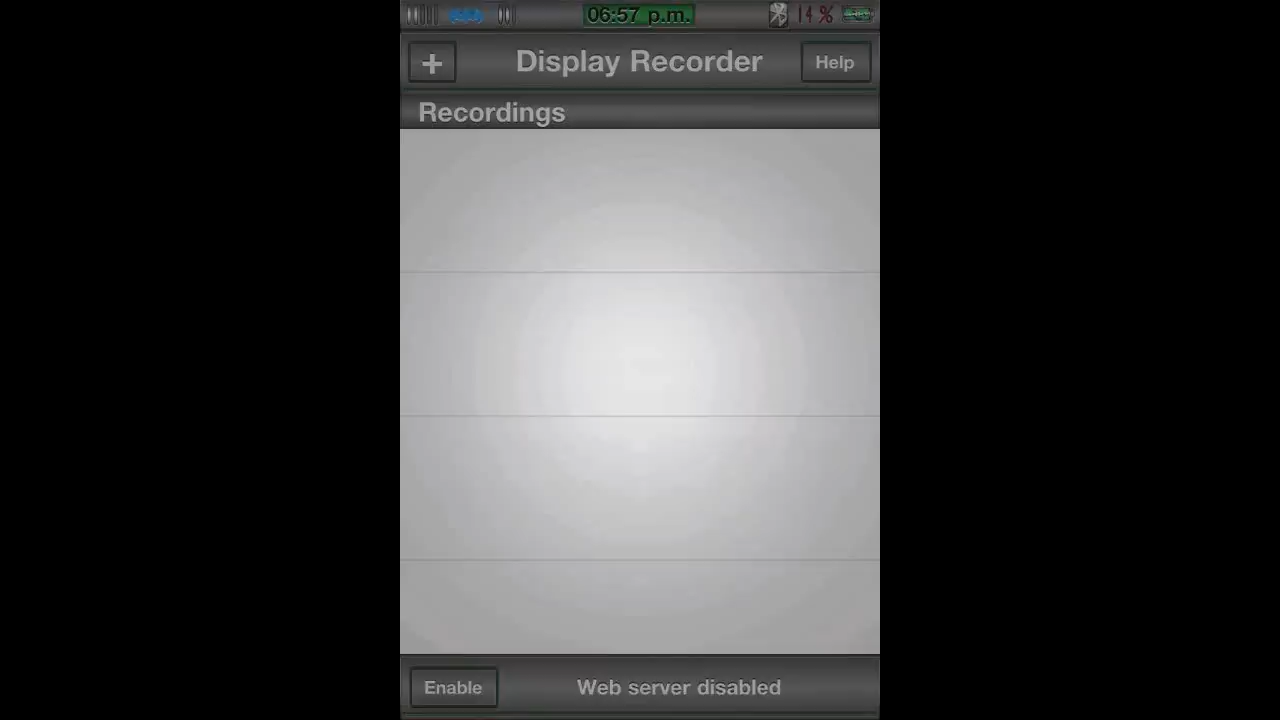 06:57 p.m. 14%
+ Display Recorder Help
Recordings
Enable Web server disabled